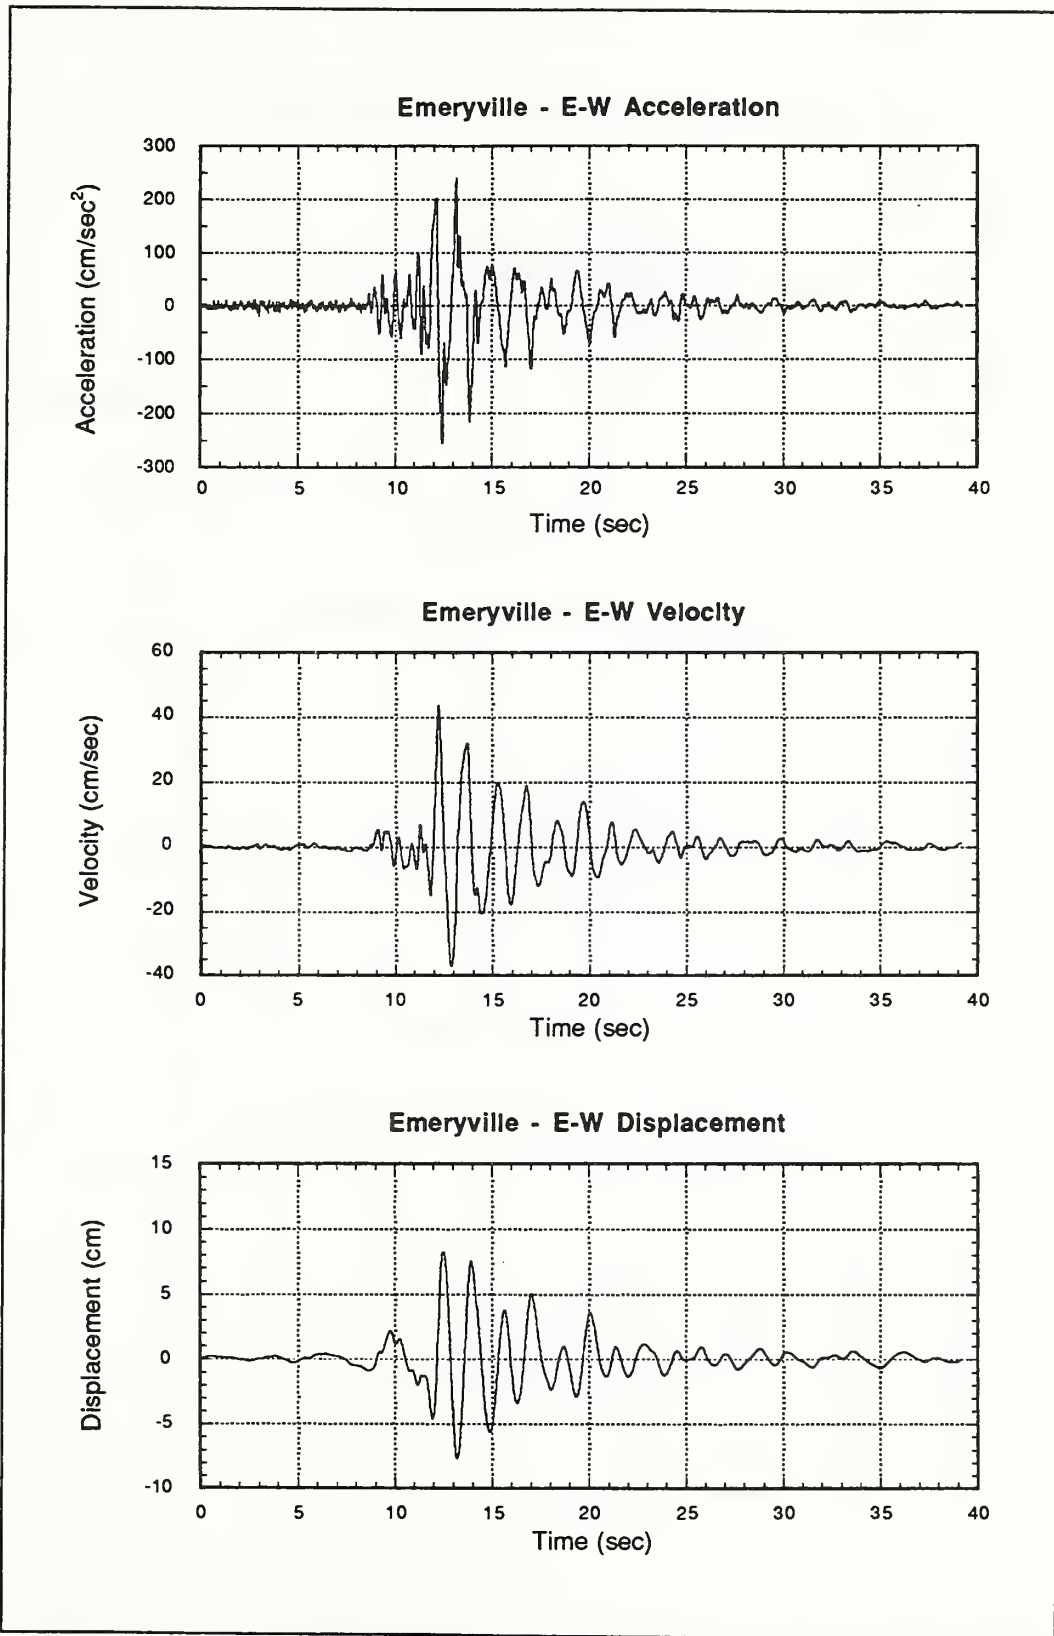 Emeryville - E-W Acceleration
Acceleration (cm/sec²)
300
200
100
0
-100
-200
-300
0 5 10 15 20 25 30 35 40
Time (sec)
Emeryville - E-W Velocity
Velocity (cm/sec)
60
40
20
0
-20
-40
0 5 10 15 20 25 30 35 40
Time (sec)
Emeryville - E-W Displacement
Displacement (cm)
15
10
5
0
-5
-10
0 5 10 15 20 25 30 35 40
Time (sec)